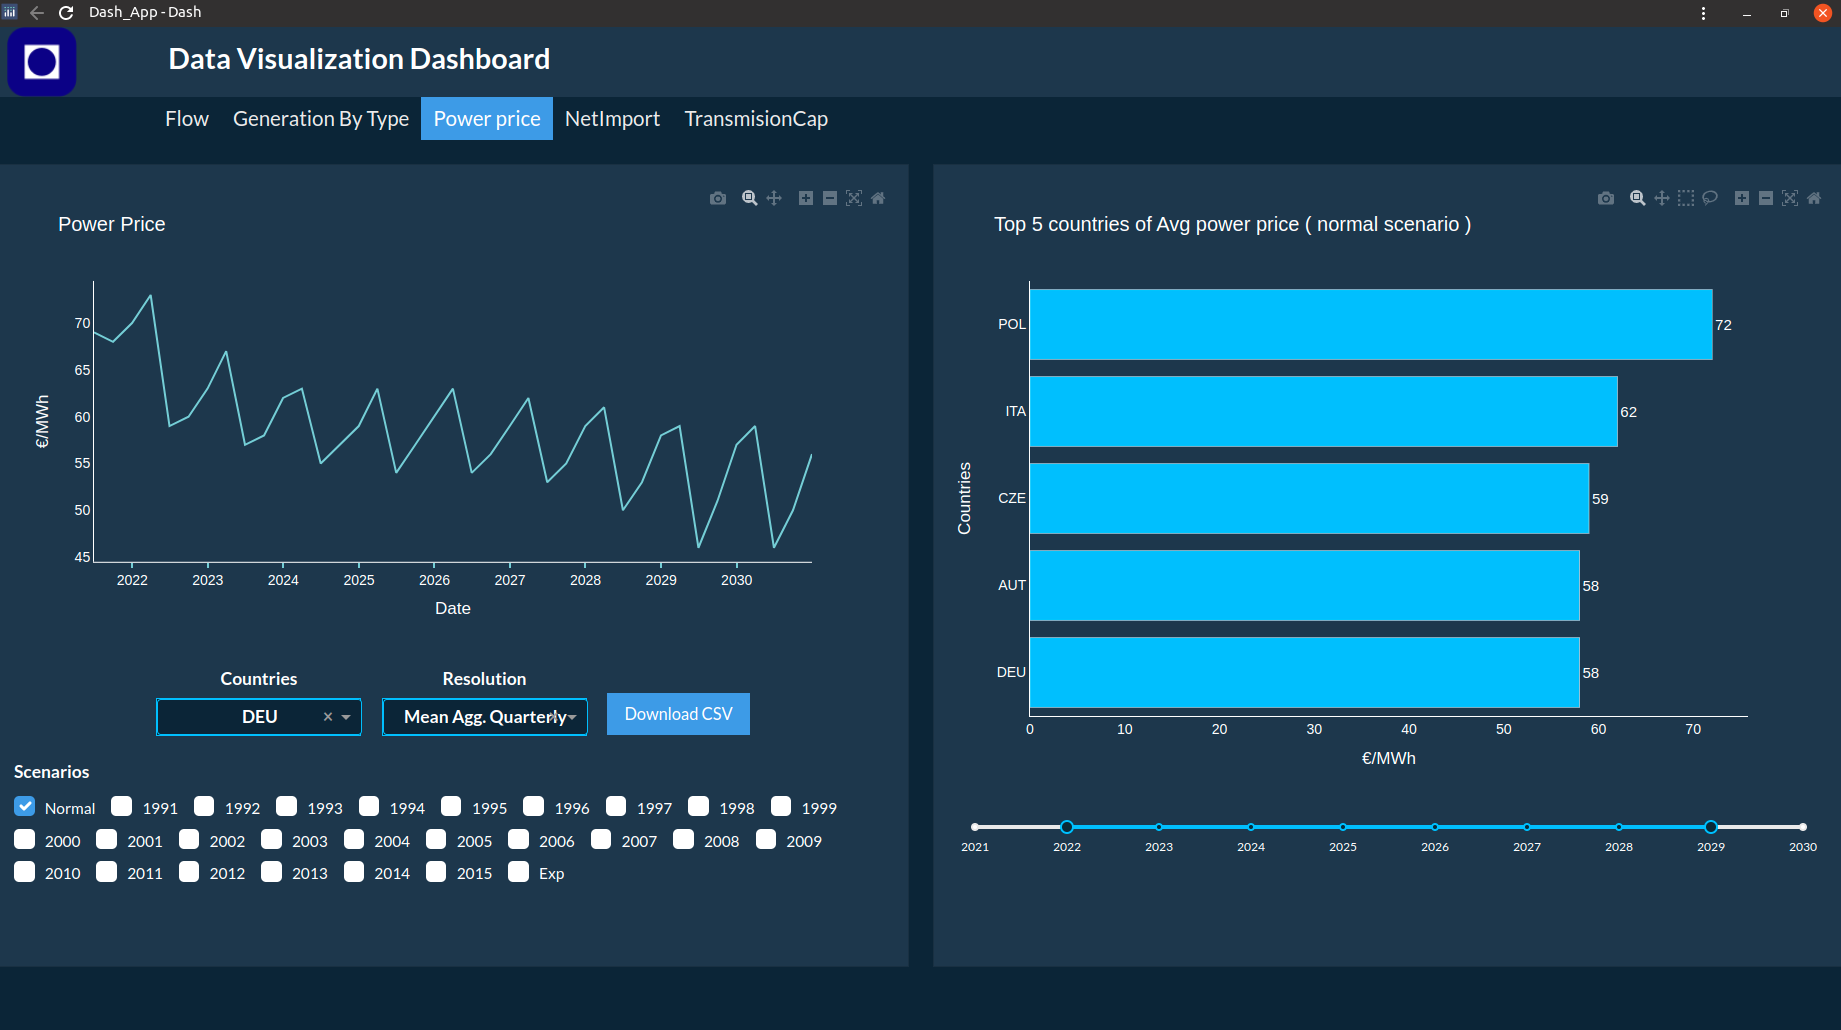 Dash_App - Dash
Data Visualization Dashboard
Flow Generation By Type Power price NetImport TransmisionCap
Power Price
€/MWh
70
65
60
55
50
45
2022 2023 2024 2025 2026 2027 2028 2029 2030
Date
Countries Resolution
DEU × Mean Agg. Quarterly Download CSV
Scenarios
Normal 1991 1992 1993 1994 1995 1996 1997 1998 1999
2000 2001 2002 2003 2004 2005 2006 2007 2008 2009
2010 2011 2012 2013 2014 2015 Exp
Top 5 countries of Avg power price ( normal scenario )
Countries
POL 72
ITA 62
CZE 59
AUT 58
DEU 58
0 10 20 30 40 50 60 70
€/MWh
2021 2022 2023 2024 2025 2026 2027 2028 2029 2030